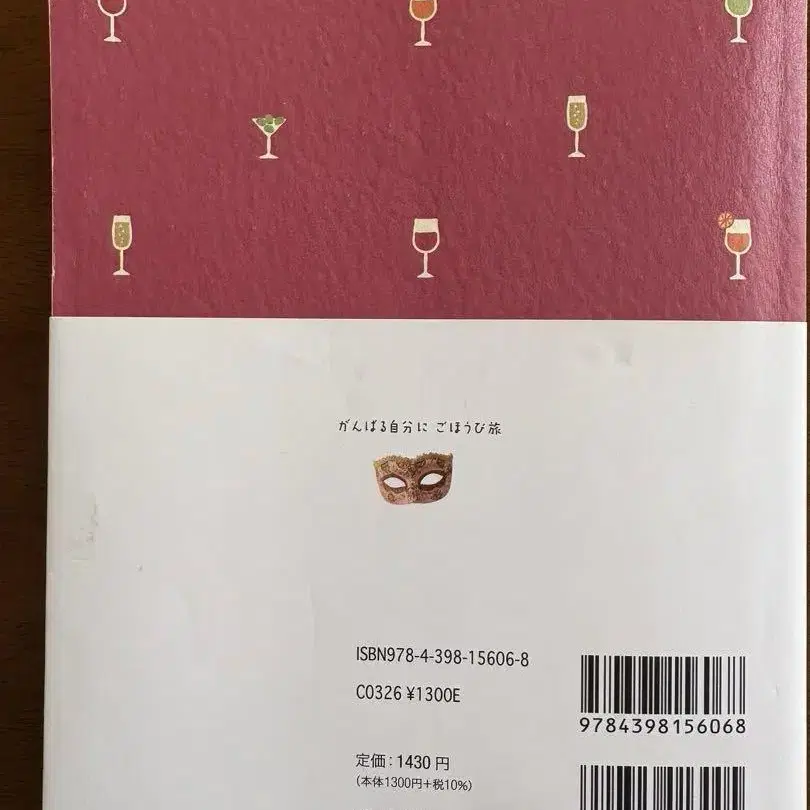 がんばる自分に ごほうび旅
ISBN978-4-398-15606-8
C0326 ¥1300E
9784398156068
定価：1430円
（本体1300円＋税10%）